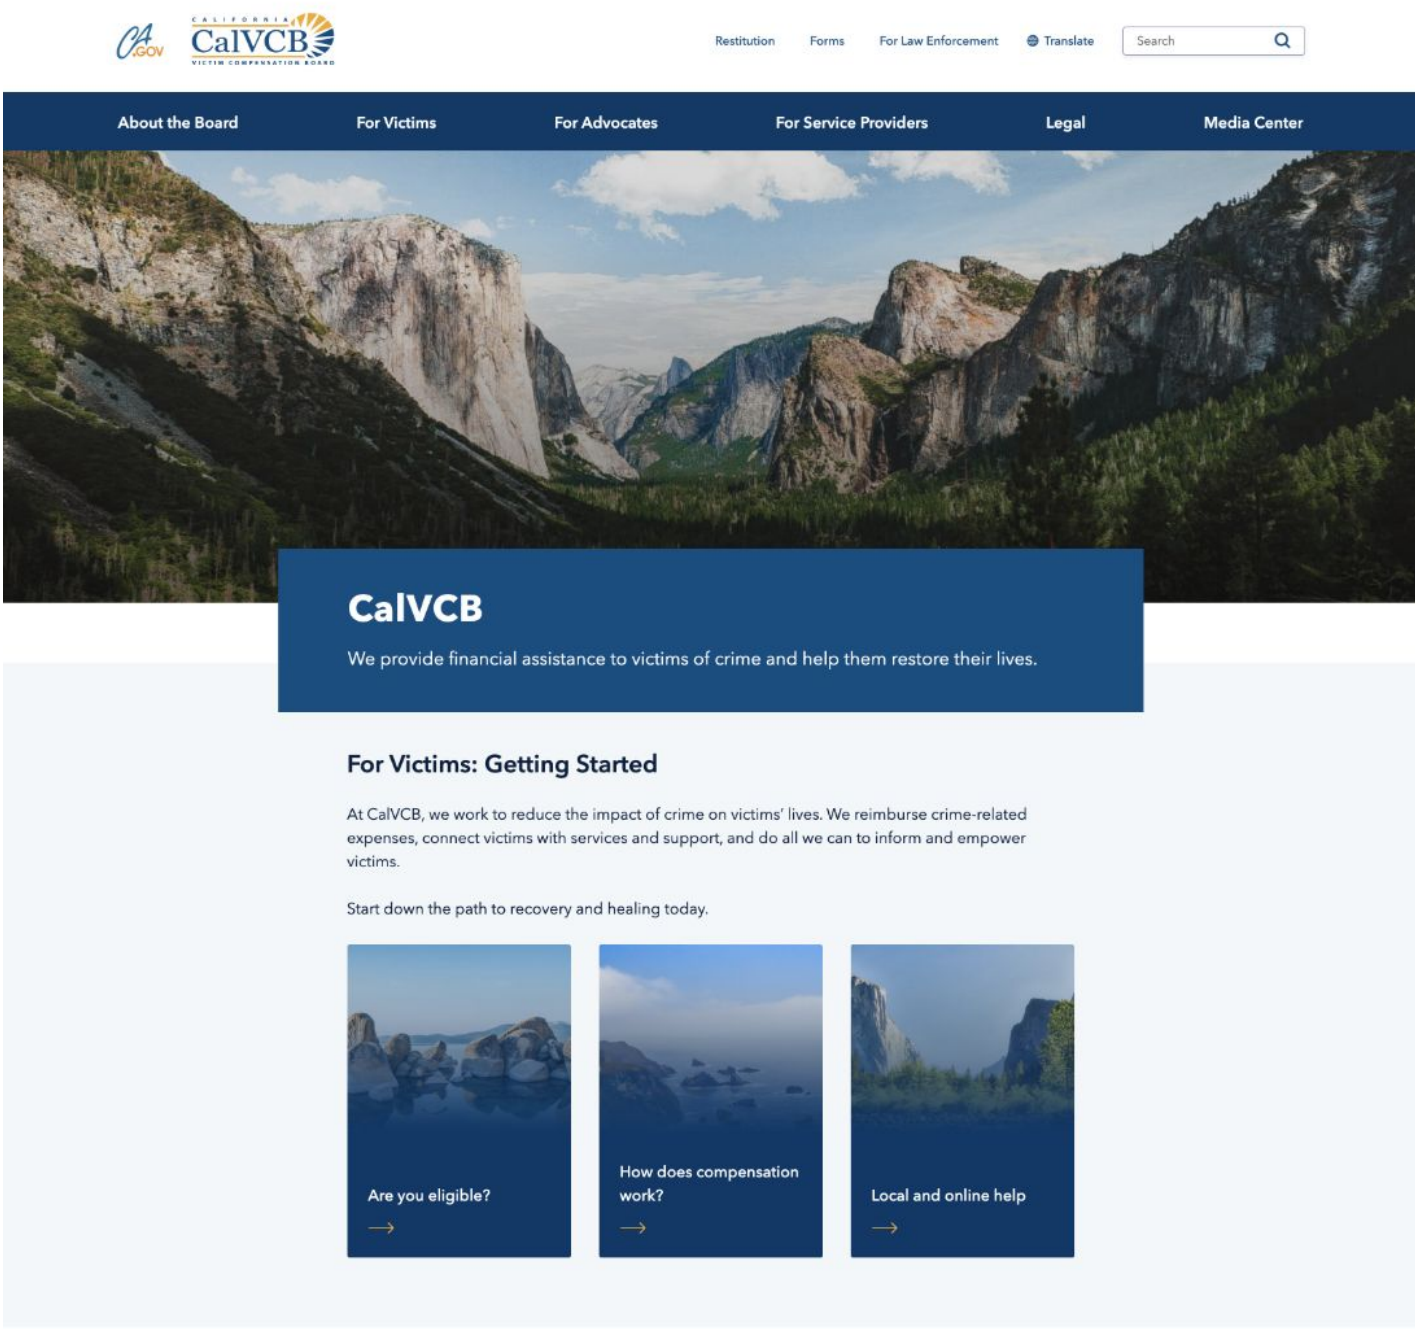 CA
.GOV
CALIFORNIA
CalVCB
VICTIM COMPENSATION BOARD
Restitution
Forms
For Law Enforcement
Translate
Search
About the Board
For Victims
For Advocates
For Service Providers
Legal
Media Center
CalVCB
We provide financial assistance to victims of crime and help them restore their lives.
For Victims: Getting Started
At CalVCB, we work to reduce the impact of crime on victims’ lives. We reimburse crime-related
expenses, connect victims with services and support, and do all we can to inform and empower
victims.
Start down the path to recovery and healing today.
Are you eligible?
How does compensation
work?
Local and online help